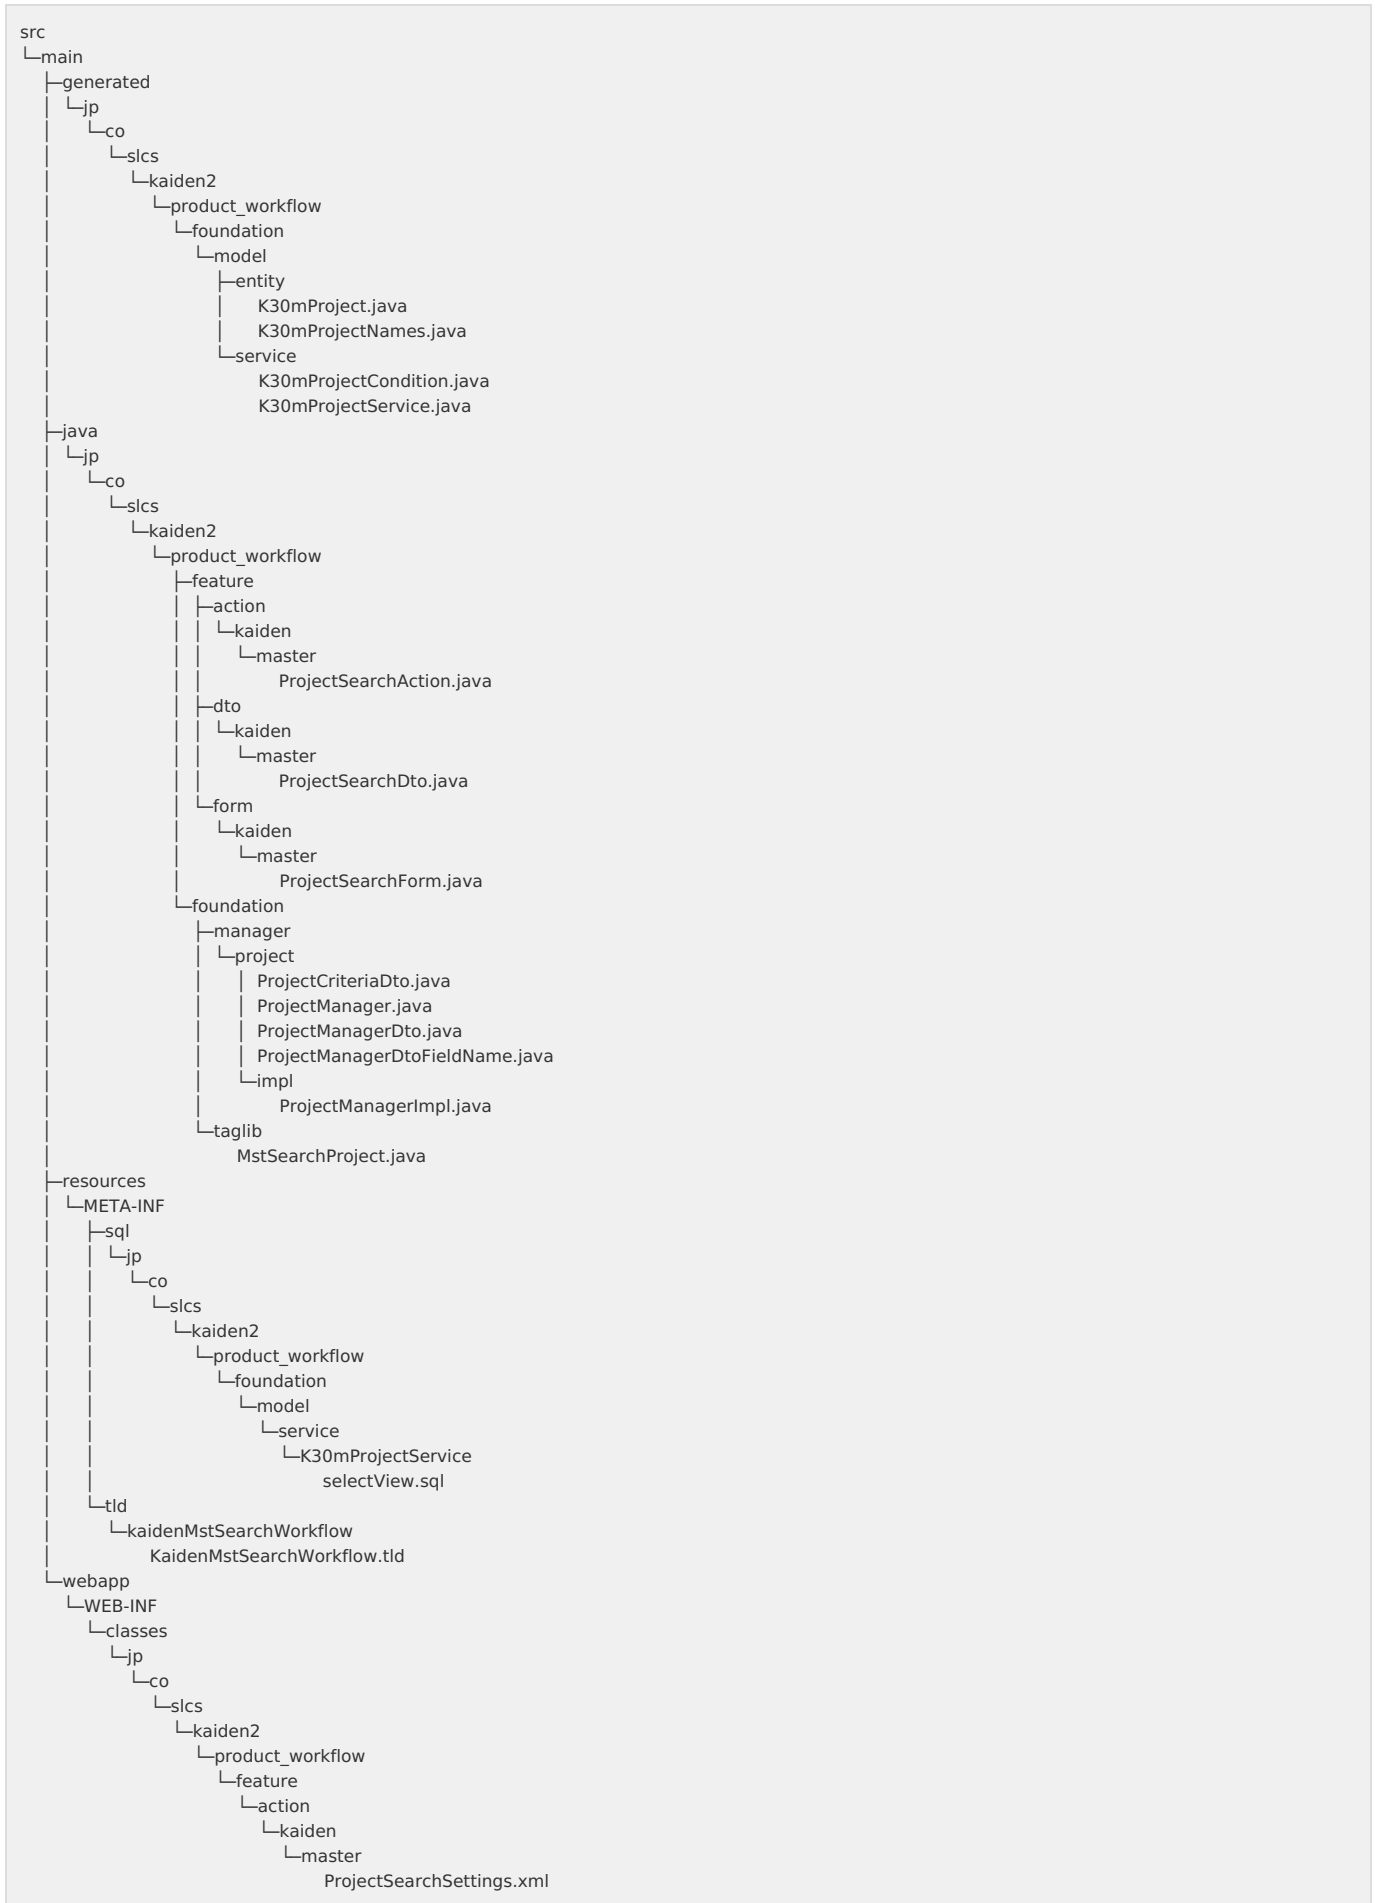 src
└─main
  ├─generated
  │ └─jp
  │   └─co
  │     └─slcs
  │       └─kaiden2
  │         └─product_workflow
  │           └─foundation
  │             └─model
  │               ├─entity
  │               │   K30mProject.java
  │               │   K30mProjectNames.java
  │               └─service
  │                   K30mProjectCondition.java
  │                   K30mProjectService.java
  ├─java
  │ └─jp
  │   └─co
  │     └─slcs
  │       └─kaiden2
  │         └─product_workflow
  │           ├─feature
  │           │ ├─action
  │           │ │ └─kaiden
  │           │ │   └─master
  │           │ │       ProjectSearchAction.java
  │           │ ├─dto
  │           │ │ └─kaiden
  │           │ │   └─master
  │           │ │       ProjectSearchDto.java
  │           │ └─form
  │           │   └─kaiden
  │           │     └─master
  │           │         ProjectSearchForm.java
  │           └─foundation
  │             ├─manager
  │             │ └─project
  │             │   │ ProjectCriteriaDto.java
  │             │   │ ProjectManager.java
  │             │   │ ProjectManagerDto.java
  │             │   │ ProjectManagerDtoFieldName.java
  │             │   └─impl
  │             │       ProjectManagerImpl.java
  │             └─taglib
  │                 MstSearchProject.java
  ├─resources
  │ └─META-INF
  │   ├─sql
  │   │ └─jp
  │   │   └─co
  │   │     └─slcs
  │   │       └─kaiden2
  │   │         └─product_workflow
  │   │           └─foundation
  │   │             └─model
  │   │               └─service
  │   │                 └─K30mProjectService
  │   │                     selectView.sql
  │   └─tld
  │     └─kaidenMstSearchWorkflow
  │         KaidenMstSearchWorkflow.tld
  └─webapp
    └─WEB-INF
      └─classes
        └─jp
          └─co
            └─slcs
              └─kaiden2
                └─product_workflow
                  └─feature
                    └─action
                      └─kaiden
                        └─master
                            ProjectSearchSettings.xml